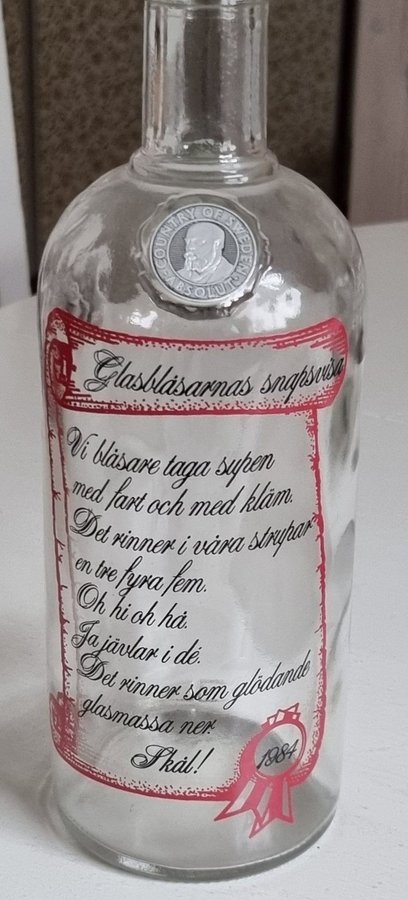 COUNTRY OF SWEDEN
ABSOLUT
Glasblåsarnas snapsvisa
Vi blåsare taga supen
med fart och med kläm.
Det rinner i våra strupar
en tre fyra fem.
Oh hi oh hå.
Ja jävlar i dé.
Det rinner som glödande
glasmassa ner
Skål!
1984